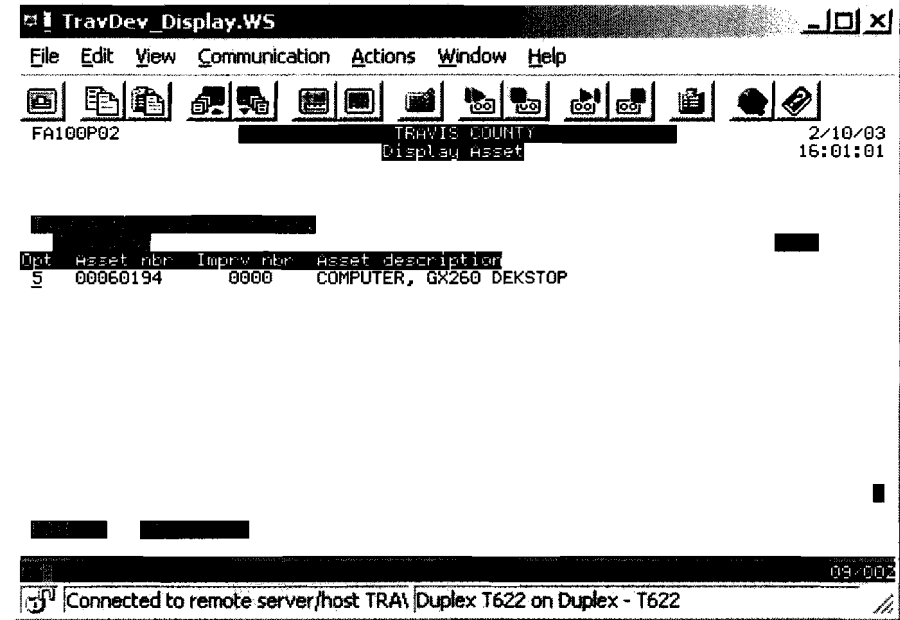 TravDev_Display.WS
File Edit View Communication Actions Window Help
FA100P02 TRAVIS COUNTY 2/10/03
Display Asset 16:01:01
Opt Asset nbr Imprv nbr Asset description
5 00060194 0000 COMPUTER, GX260 DEKSTOP
09/003
Connected to remote server/host TRAV Duplex T622 on Duplex - T622